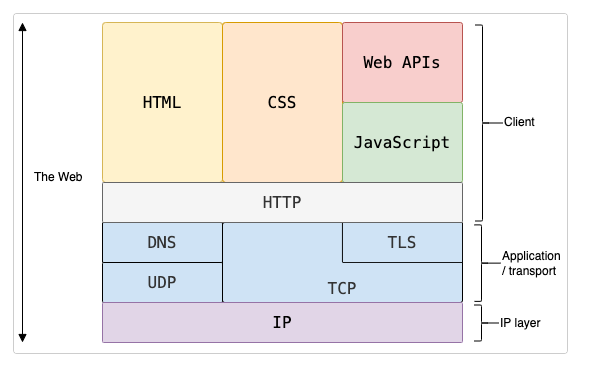 Web APIs
HTML
CSS
JavaScript
Client
The Web
HTTP
DNS
TLS
Application
/ transport
UDP
TCP
IP
IP layer